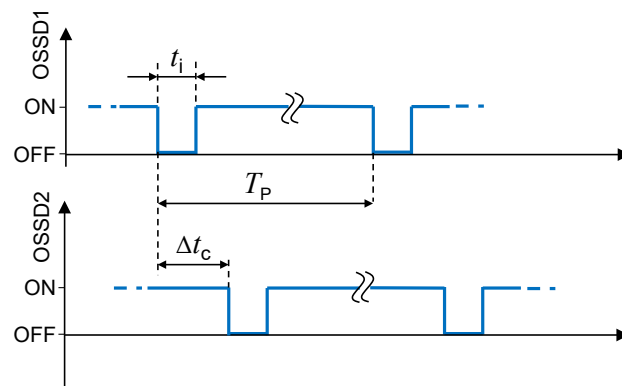 OSSD1
t_i
ON
OFF
T_P
OSSD2
Δt_c
ON
OFF